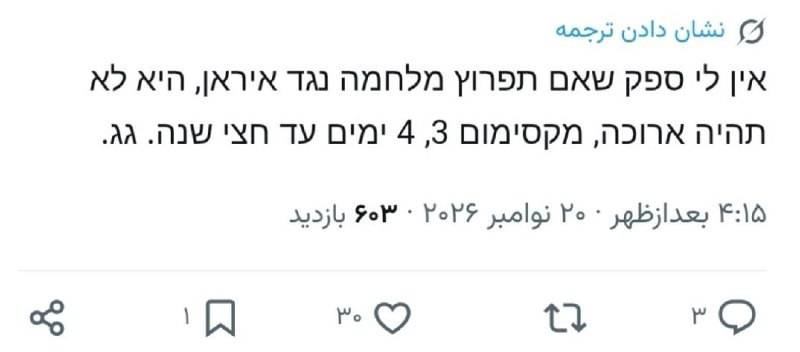 نشان دادن ترجمه
אין לי ספק שאם תפרוץ מלחמה נגד איראן, היא לא
תהיה ארוכה, מקסימום 3, 4 ימים עד חצי שנה. גג.
۴:۱۵ بعدازظهر · ۲۰ نوامبر ۲۰۲۶ · ۶۰۳ بازدید
۳ ۳۰ ۱